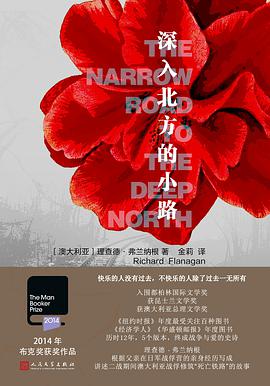 THE
NARROW
ROAD
TO
THE
DEEP
NORTH
深入北方的小路
［澳大利亚］理查德·弗兰纳根 著 金莉 译
Richard Flanagan
快乐的人没有过去，不快乐的人除了过去一无所有
The Man
Booker
Prize
2014
2014 年
布克奖获奖作品
人民文学出版社
入围都柏林国际文学奖
获昆士兰文学奖
获澳大利亚总理文学奖
《纽约时报》年度最受关注百种图书
《经济学人》《华盛顿邮报》年度图书
历时12年，5个版本，终成战争与爱的史诗
理查德·弗兰纳根
根据父亲在日军战俘营的亲身经历写成
讲述二战期间澳大利亚战俘修筑“死亡铁路”的故事